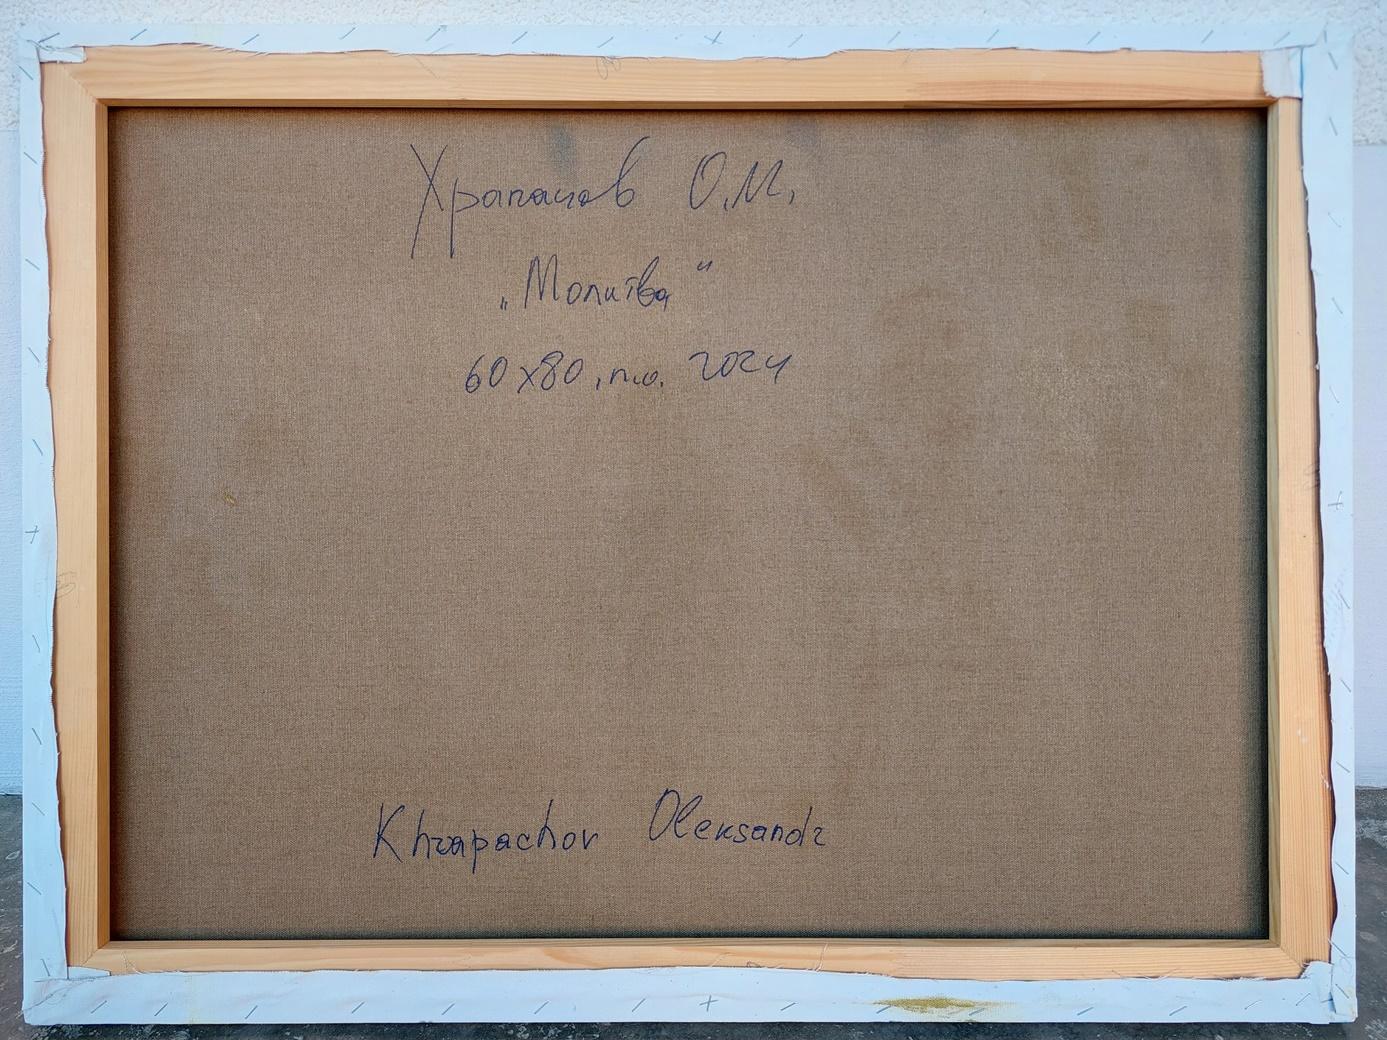 Храпачов О.М.
„Молитва"
60х80, п.о. 2024
Khrapachov Oleksandr